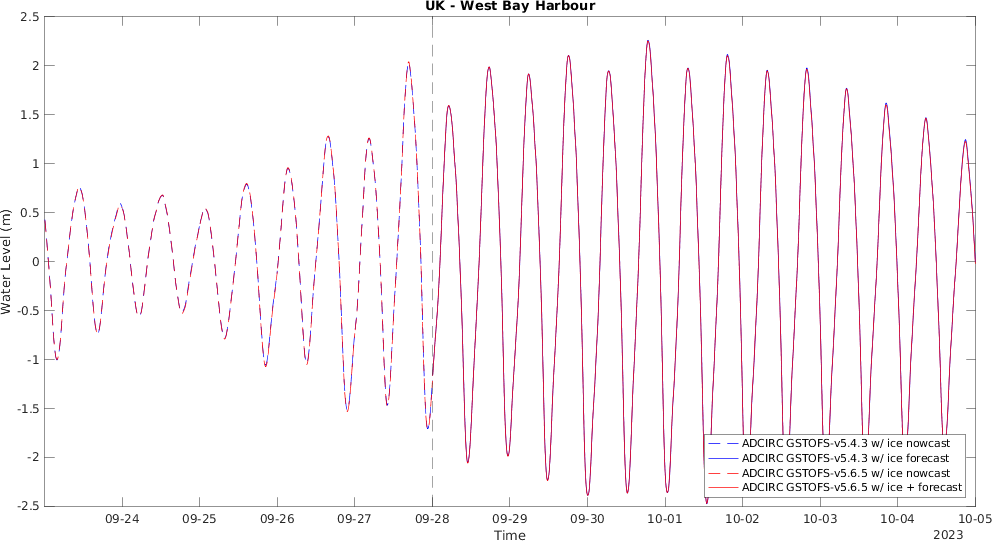 UK - West Bay Harbour
2.5
2
1.5
1
0.5
0
-0.5
-1
-1.5
-2
-2.5
Water Level (m)
ADCIRC GSTOFS-v5.4.3 w/ ice nowcast
ADCIRC GSTOFS-v5.4.3 w/ ice forecast
ADCIRC GSTOFS-v5.6.5 w/ ice nowcast
ADCIRC GSTOFS-v5.6.5 w/ ice + forecast
09-24 09-25 09-26 09-27 09-28 09-29 09-30 10-01 10-02 10-03 10-04 10-05
Time
2023